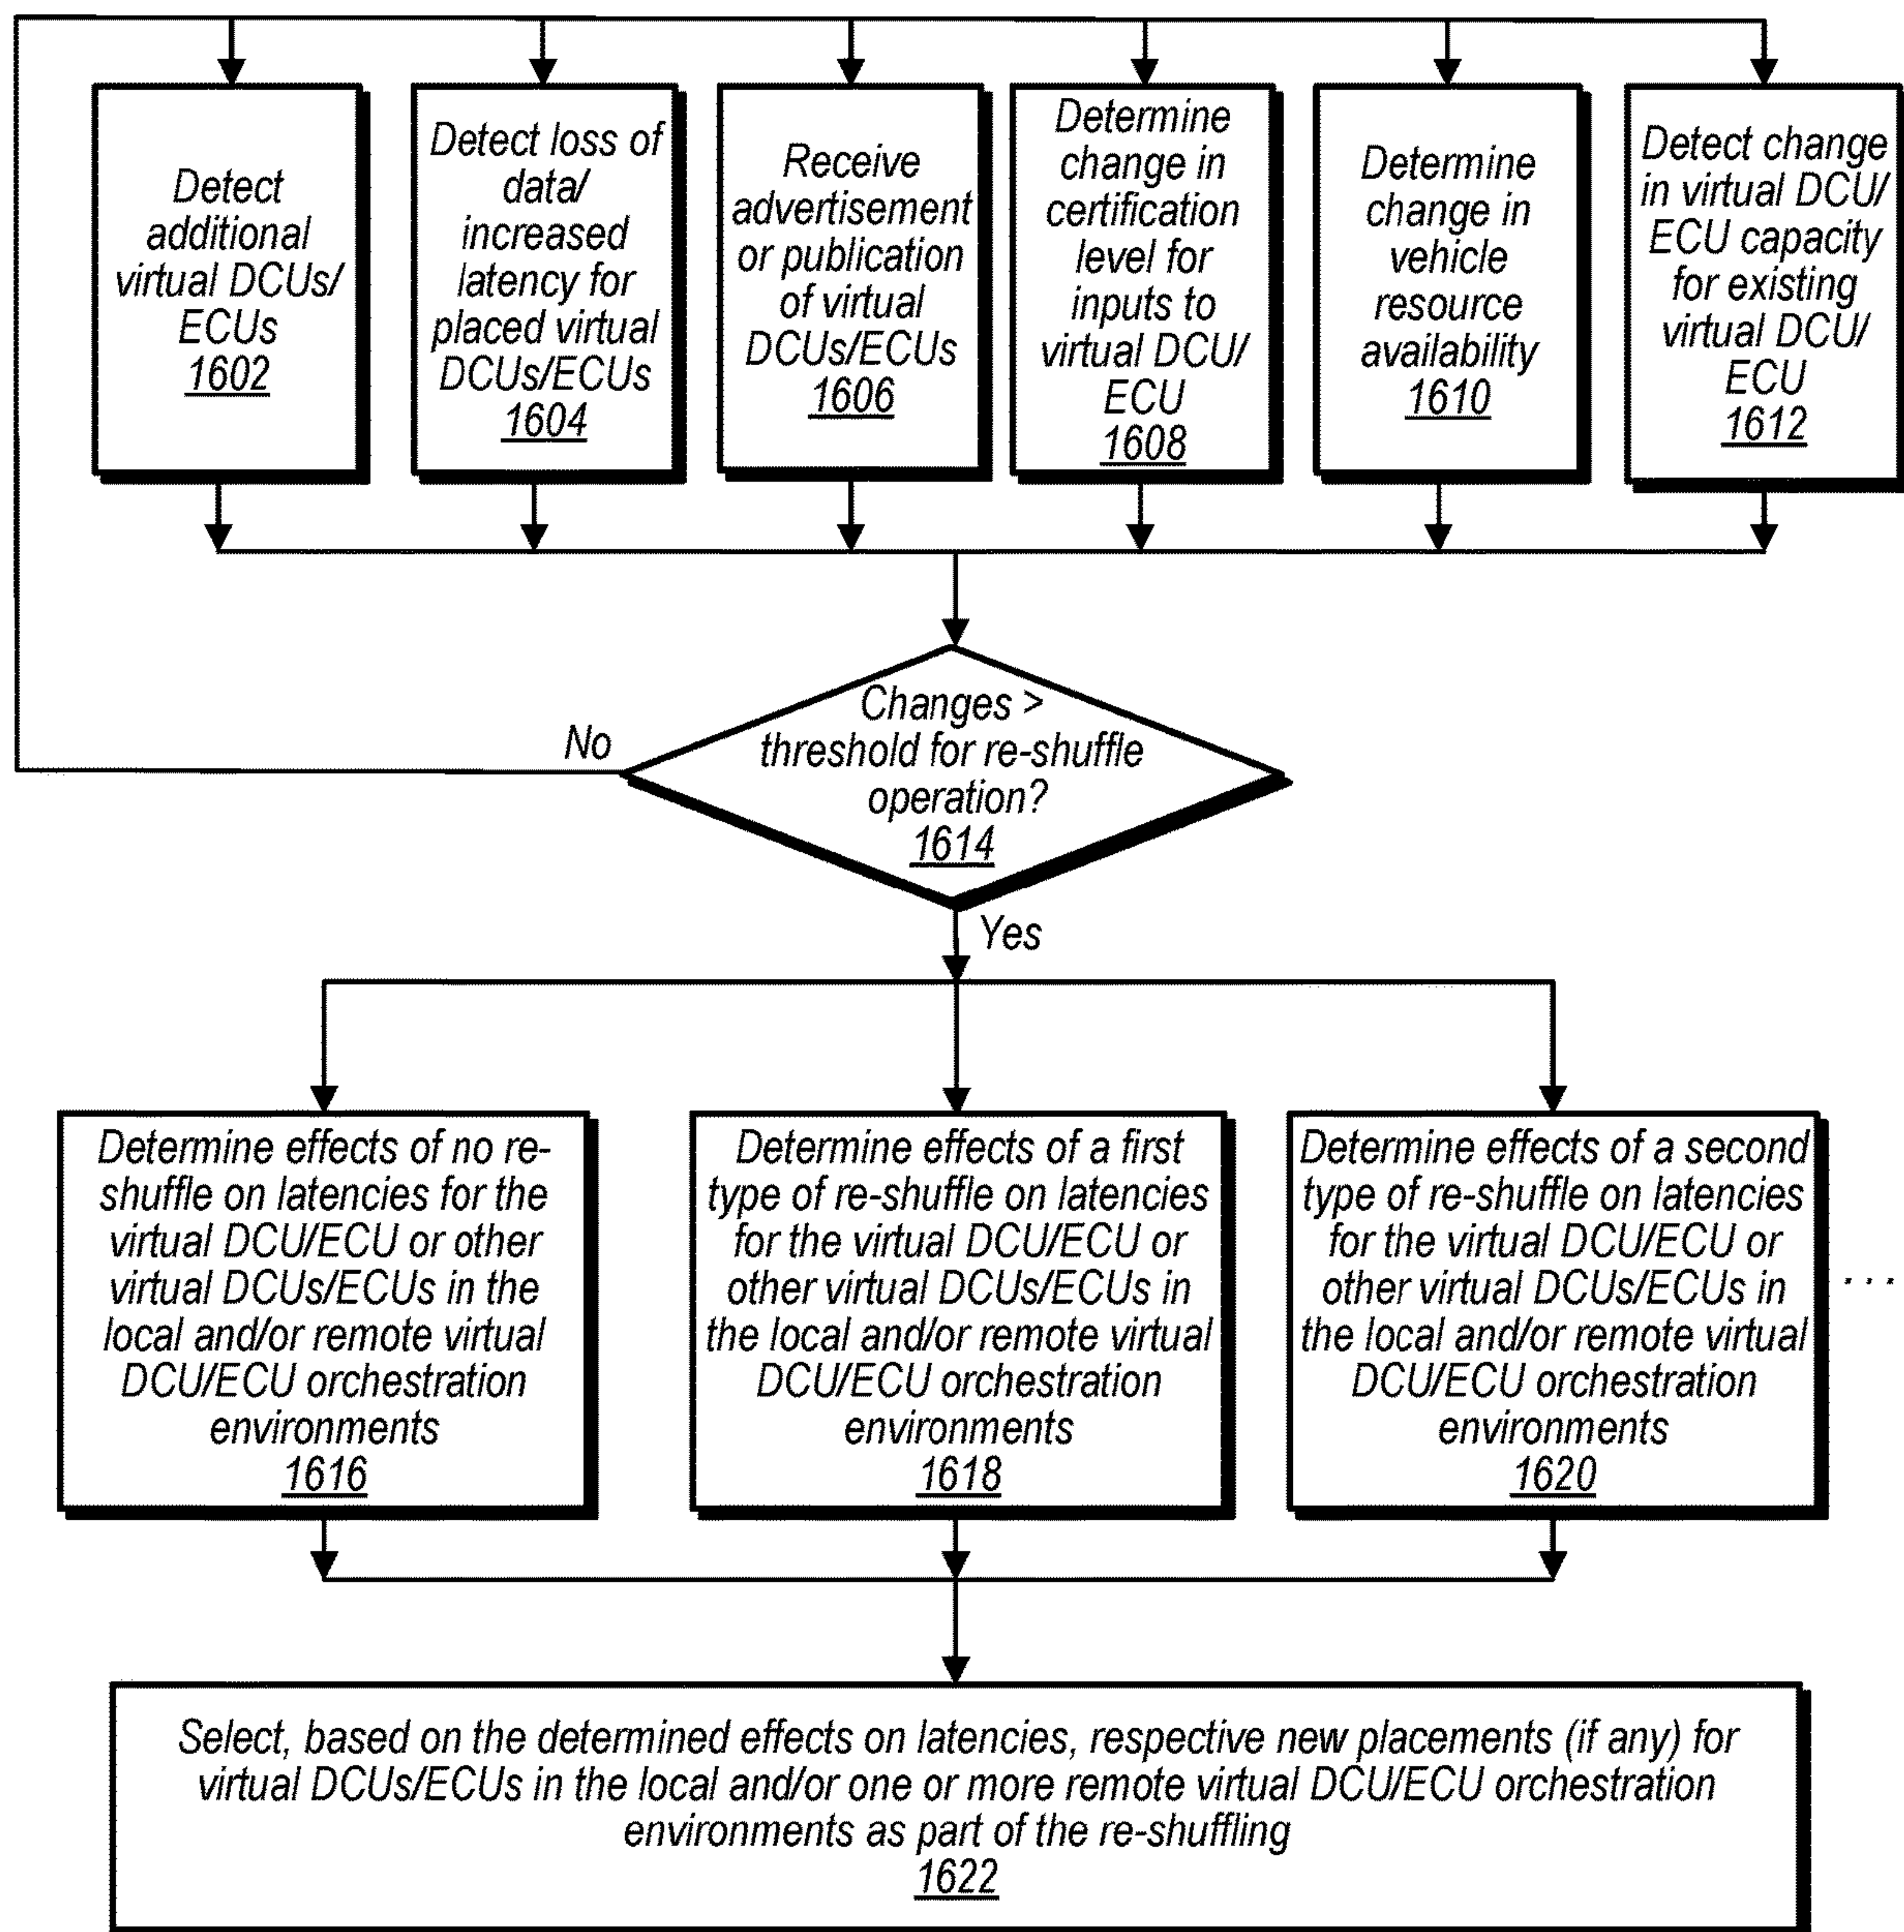 Detect
additional
virtual DCUs/
ECUs
1602
Detect loss of
data/
increased
latency for
placed virtual
DCUs/ECUs
1604
Receive
advertisement
or publication
of virtual
DCUs/ECUs
1606
Determine
change in
certification
level for
inputs to
virtual DCU/
ECU
1608
Determine
change in
vehicle
resource
availability
1610
Detect change
in virtual DCU/
ECU capacity
for existing
virtual DCU/
ECU
1612
Changes >
threshold for re-shuffle
operation?
1614
No
Yes
Determine effects of no re-
shuffle on latencies for the
virtual DCU/ECU or other
virtual DCUs/ECUs in the
local and/or remote virtual
DCU/ECU orchestration
environments
1616
Determine effects of a first
type of re-shuffle on latencies
for the virtual DCU/ECU or
other virtual DCUs/ECUs in
the local and/or remote virtual
DCU/ECU orchestration
environments
1618
Determine effects of a second
type of re-shuffle on latencies
for the virtual DCU/ECU or
other virtual DCUs/ECUs in
the local and/or remote virtual
DCU/ECU orchestration
environments
1620
. . .
Select, based on the determined effects on latencies, respective new placements (if any) for
virtual DCUs/ECUs in the local and/or one or more remote virtual DCU/ECU orchestration
environments as part of the re-shuffling
1622